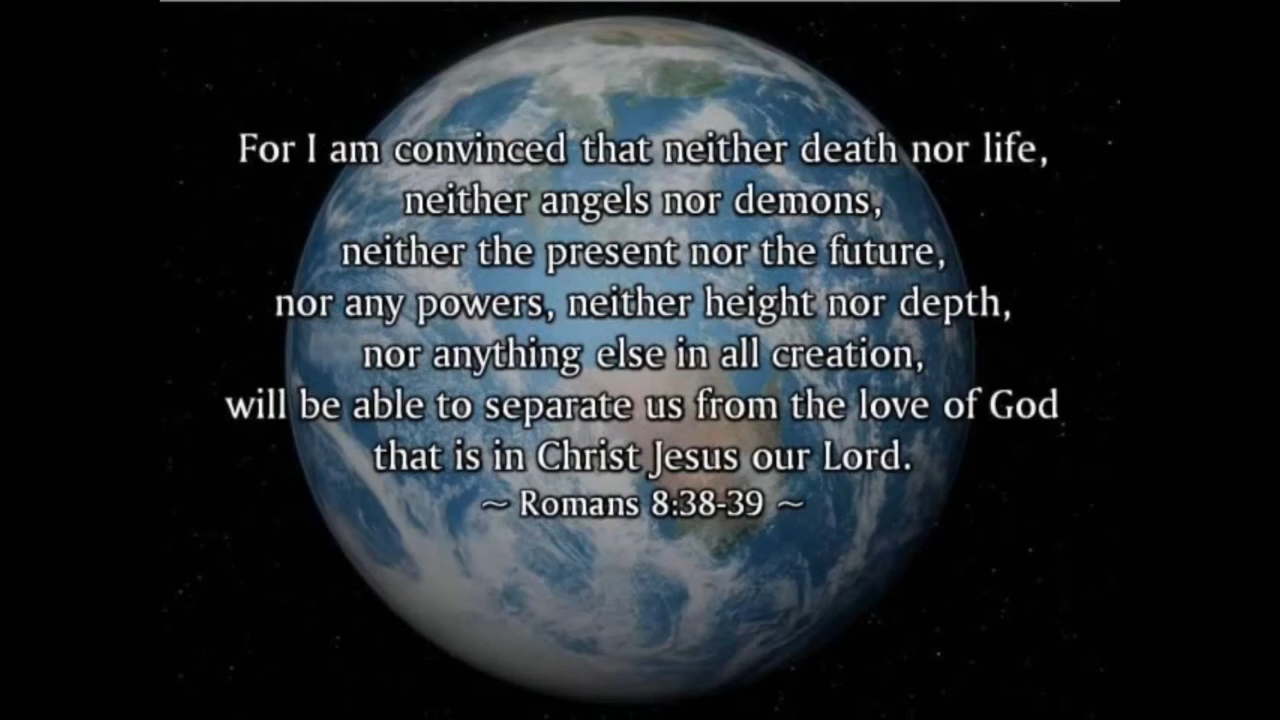 For I am convinced that neither death nor life,
neither angels nor demons,
neither the present nor the future,
nor any powers, neither height nor depth,
nor anything else in all creation,
will be able to separate us from the love of God
that is in Christ Jesus our Lord.
~ Romans 8:38-39 ~